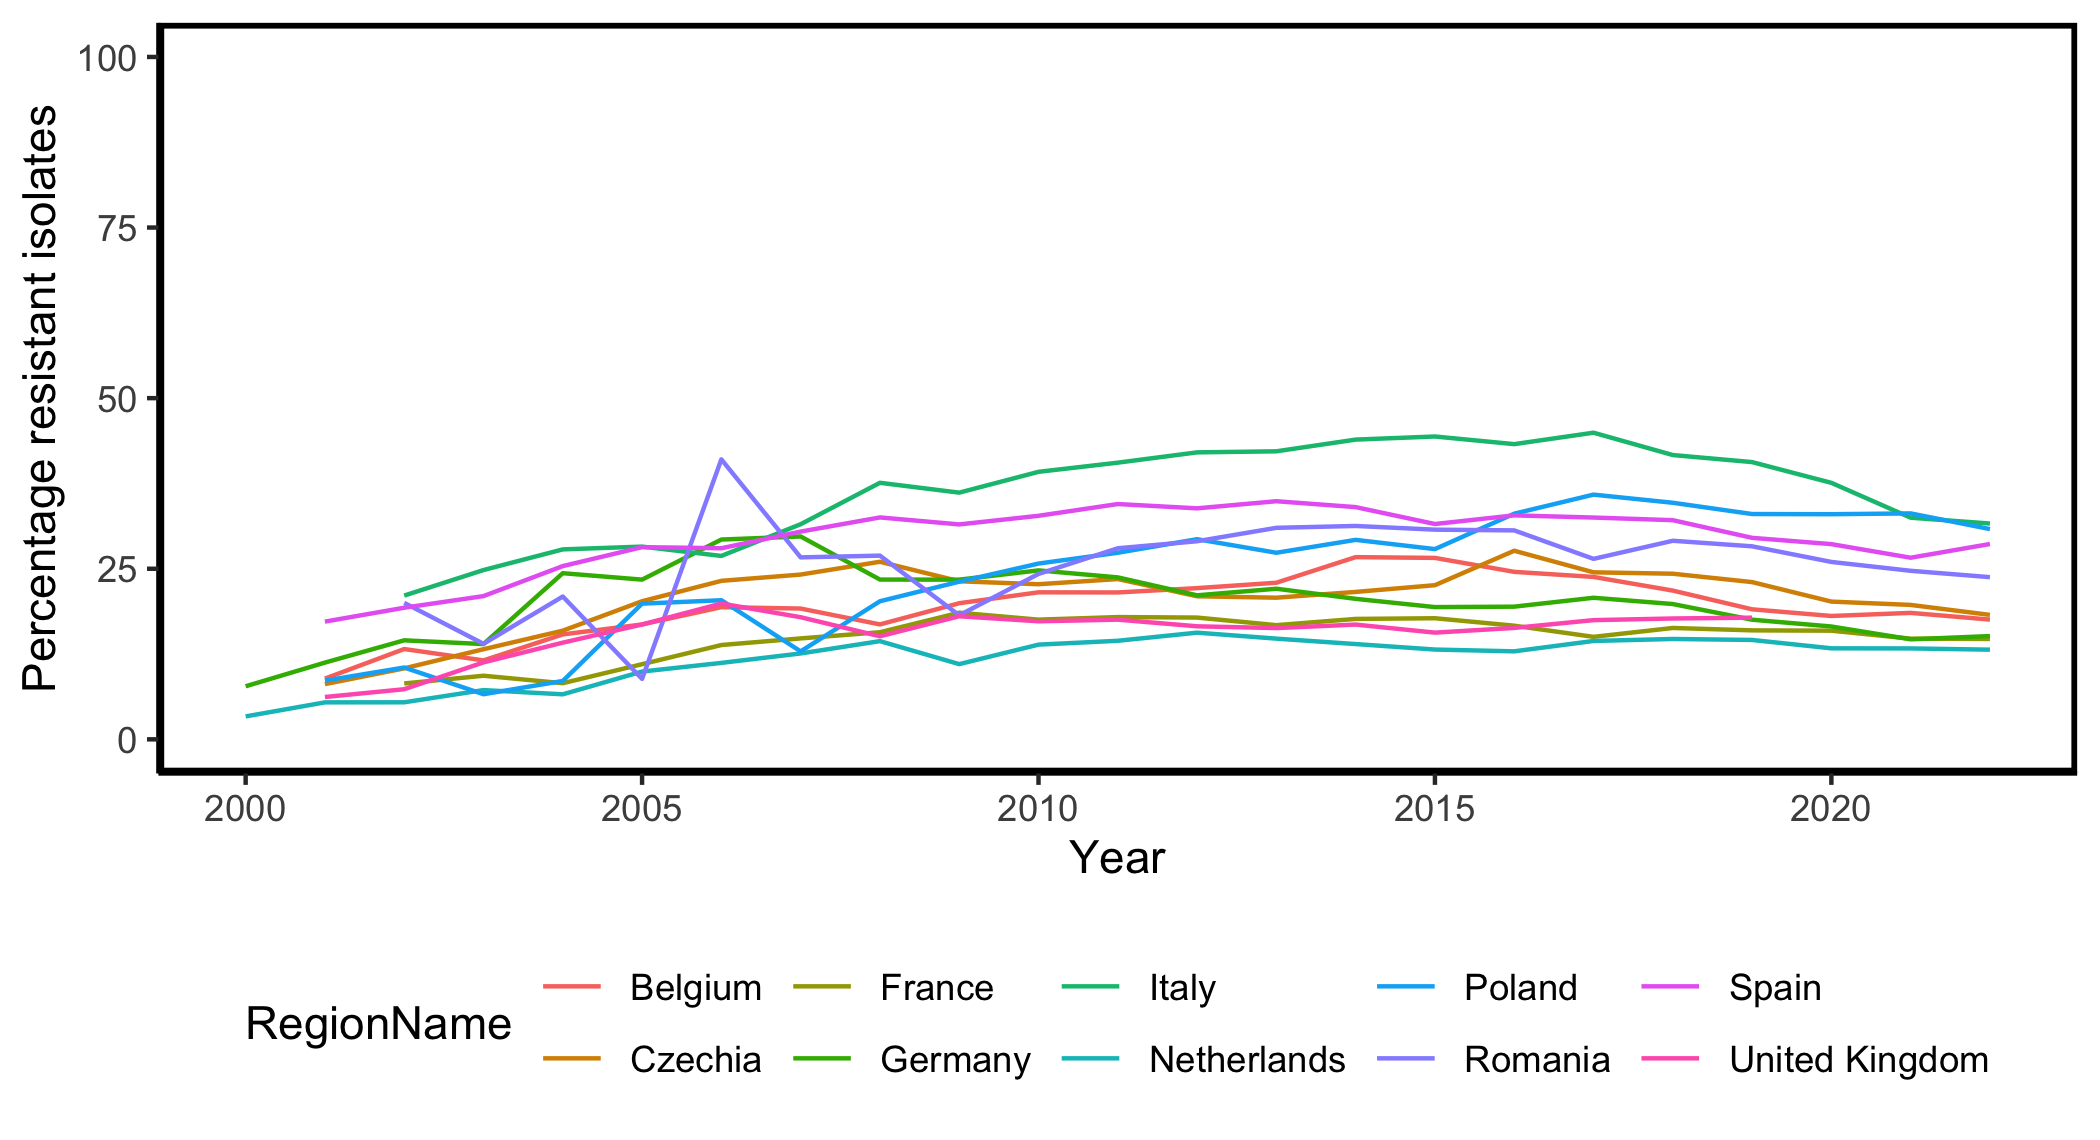 Percentage resistant isolates
100
75
50
25
0
2000 2005 2010 2015 2020
Year
RegionName
Belgium France Italy Poland Spain
Czechia Germany Netherlands Romania United Kingdom